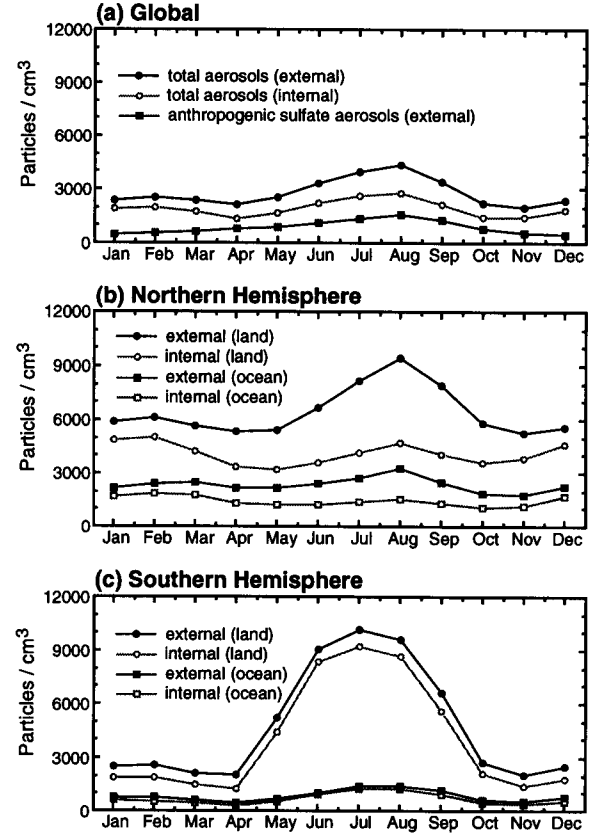 (a) Global
12000
9000
6000
3000
0
Particles / cm3
total aerosols (external)
total aerosols (internal)
anthropogenic sulfate aerosols (external)
Jan Feb Mar Apr May Jun Jul Aug Sep Oct Nov Dec
(b) Northern Hemisphere
12000
9000
6000
3000
0
Particles / cm3
external (land)
internal (land)
external (ocean)
internal (ocean)
Jan Feb Mar Apr May Jun Jul Aug Sep Oct Nov Dec
(c) Southern Hemisphere
12000
9000
6000
3000
0
Particles / cm3
external (land)
internal (land)
external (ocean)
internal (ocean)
Jan Feb Mar Apr May Jun Jul Aug Sep Oct Nov Dec